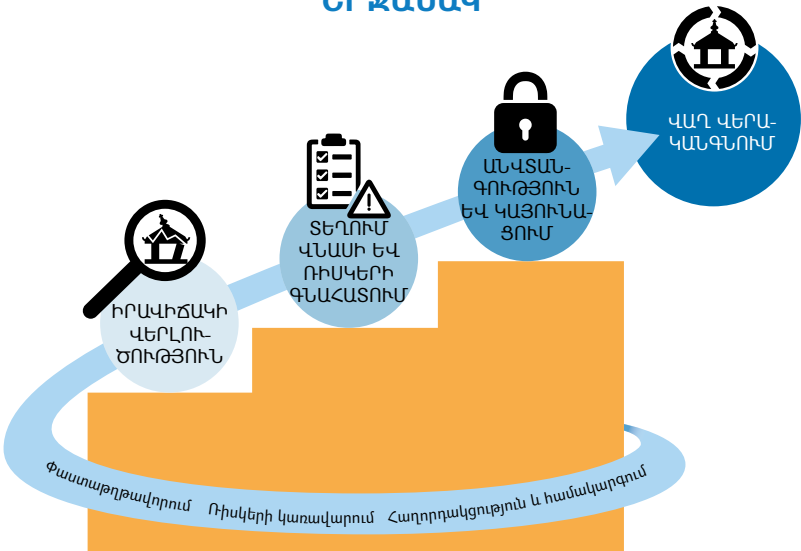 ՇՐՋԱՆԱԿ
ՎԱՂ ՎԵՐԱ-
ԿԱՆԳՆՈՒՄ
ԱՆՎՏԱՆ-
ԳՈՒԹՅՈՒՆ
ԵՎ ԿԱՅՈՒՆԱ-
ՑՈՒՄ
ՏԵՂՈՒՄ
ՎՆԱՍԻ ԵՎ
ՌԻՍԿԵՐԻ
ԳՆԱՀԱՏՈՒՄ
ԻՐԱՎԻՃԱԿԻ
ՎԵՐԼՈՒ-
ԾՈՒԹՅՈՒՆ
Փաստաթղթավորում Ռիսկերի կառավարում Հաղորդակցություն և համակարգում